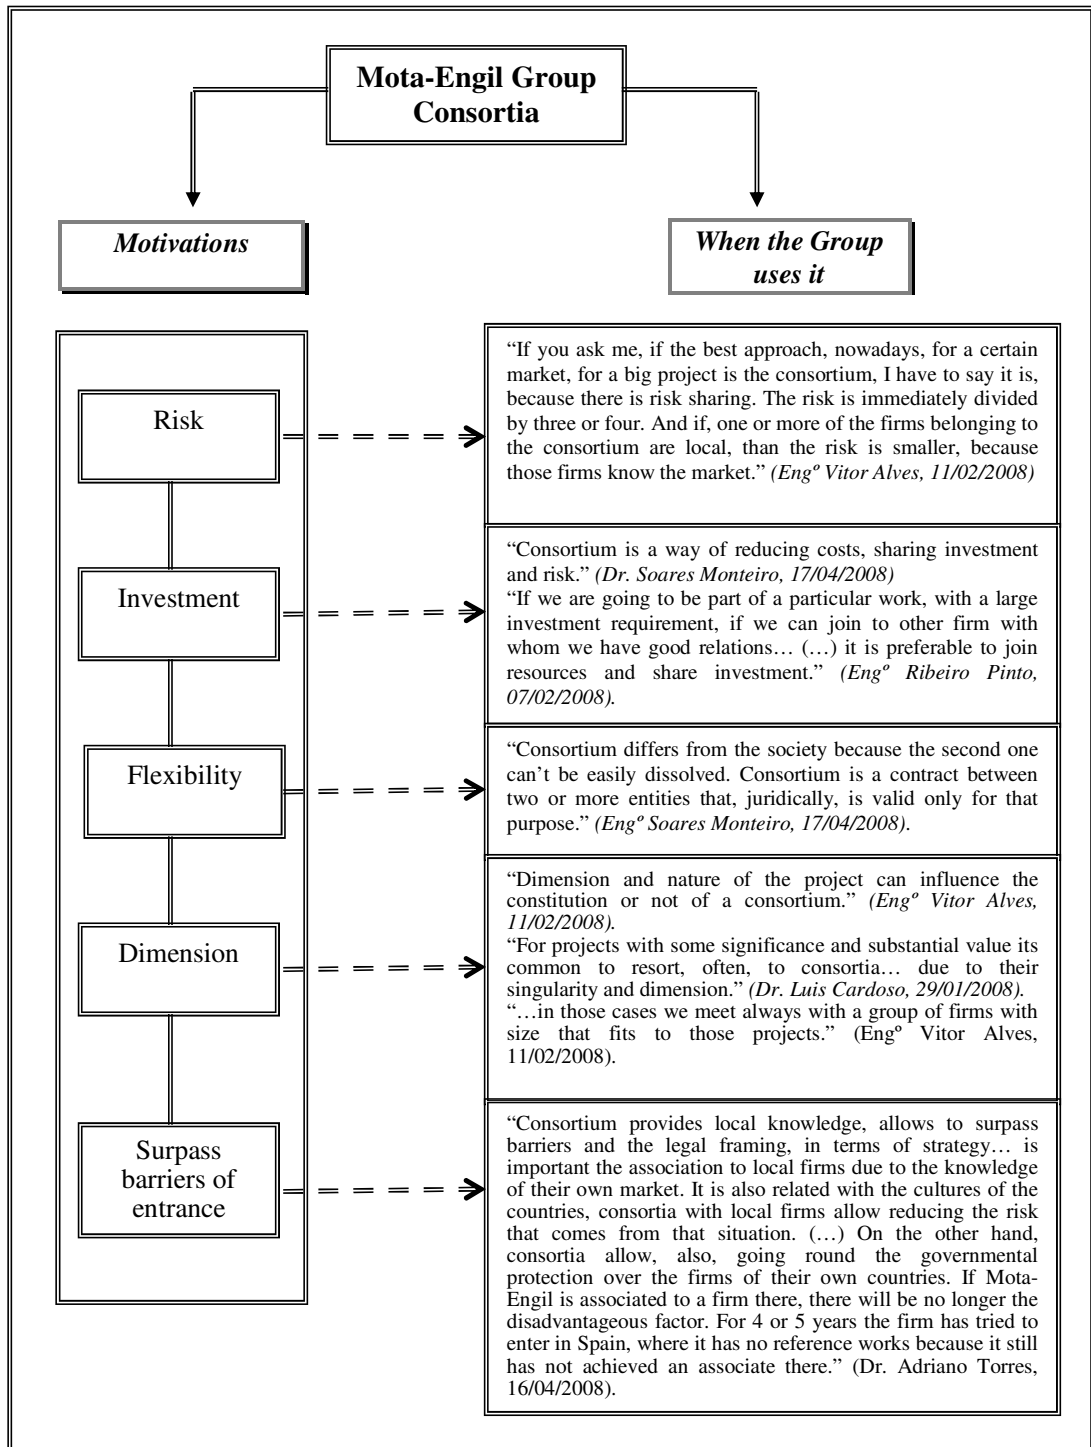 Mota-Engil Group
Consortia
Motivations
When the Group
uses it
Risk
“If you ask me, if the best approach, nowadays, for a certain
market, for a big project is the consortium, I have to say it is,
because there is risk sharing. The risk is immediately divided
by three or four. And if, one or more of the firms belonging to
the consortium are local, than the risk is smaller, because
those firms know the market.” (Engº Vitor Alves, 11/02/2008)
Investment
“Consortium is a way of reducing costs, sharing investment
and risk.” (Dr. Soares Monteiro, 17/04/2008)
“If we are going to be part of a particular work, with a large
investment requirement, if we can join to other firm with
whom we have good relations… (…) it is preferable to join
resources and share investment.” (Engº Ribeiro Pinto,
07/02/2008).
Flexibility
“Consortium differs from the society because the second one
can’t be easily dissolved. Consortium is a contract between
two or more entities that, juridically, is valid only for that
purpose.” (Engº Soares Monteiro, 17/04/2008).
Dimension
“Dimension and nature of the project can influence the
constitution or not of a consortium.” (Engº Vitor Alves,
11/02/2008).
“For projects with some significance and substantial value its
common to resort, often, to consortia… due to their
singularity and dimension.” (Dr. Luis Cardoso, 29/01/2008).
“…in those cases we meet always with a group of firms with
size that fits to those projects.” (Engº Vitor Alves,
11/02/2008).
Surpass
barriers of
entrance
“Consortium provides local knowledge, allows to surpass
barriers and the legal framing, in terms of strategy… is
important the association to local firms due to the knowledge
of their own market. It is also related with the cultures of the
countries, consortia with local firms allow reducing the risk
that comes from that situation. (…) On the other hand,
consortia allow, also, going round the governmental
protection over the firms of their own countries. If Mota-
Engil is associated to a firm there, there will be no longer the
disadvantageous factor. For 4 or 5 years the firm has tried to
enter in Spain, where it has no reference works because it still
has not achieved an associate there.” (Dr. Adriano Torres,
16/04/2008).